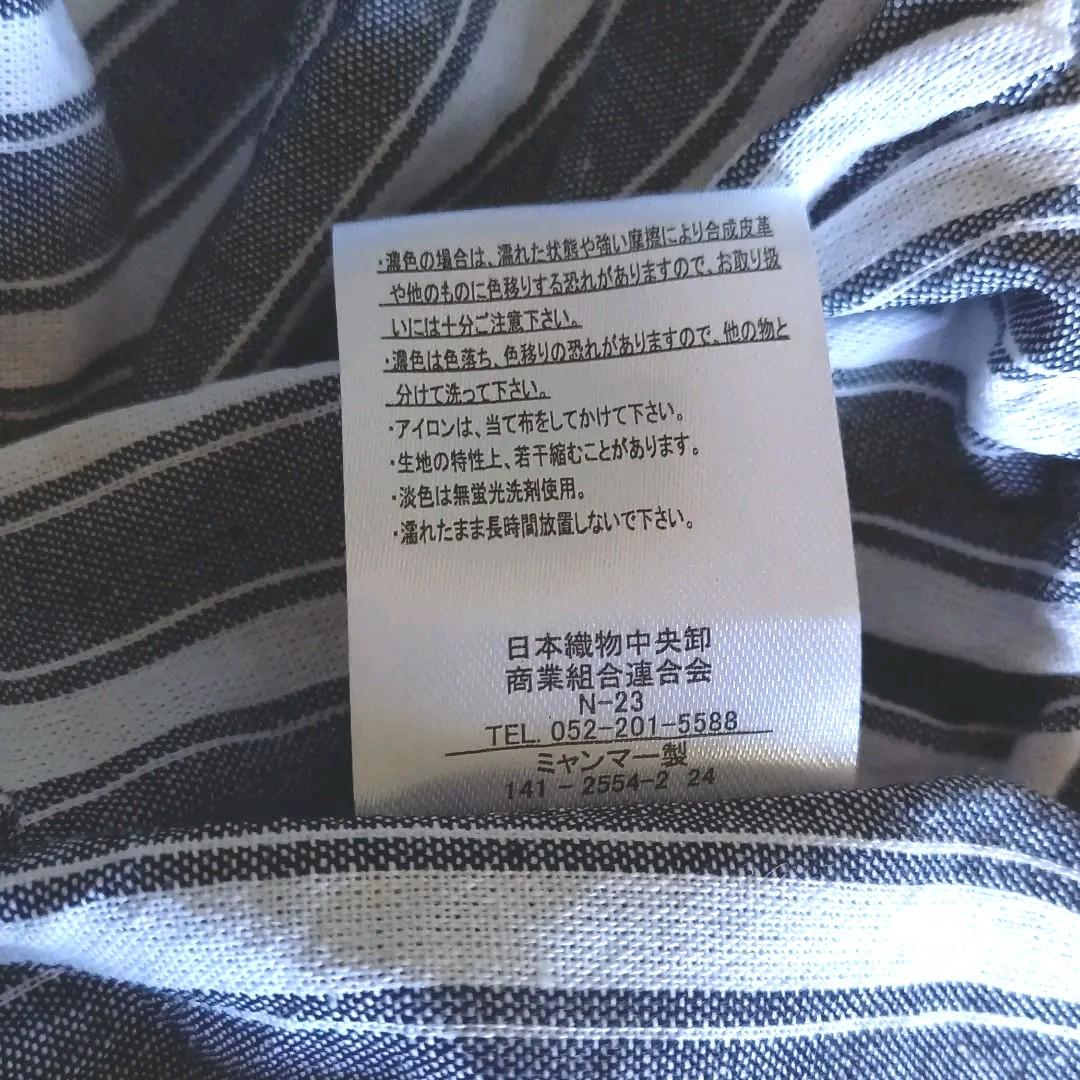 ・濃色の場合は、濡れた状態や強い摩擦により合成皮革
や他のものに色移りする恐れがありますので、お取り扱
いには十分ご注意下さい。
・濃色は色落ち、色移りの恐れがありますので、他の物と
分けて洗って下さい。
・アイロンは、当て布をしてかけて下さい。
・生地の特性上、若干縮むことがあります。
・淡色は無蛍光洗剤使用。
・濡れたまま長時間放置しないで下さい。
日本織物中央卸
商業組合連合会
N-23
TEL. 052-201-5588
ミャンマー製
141 - 2554-2 24